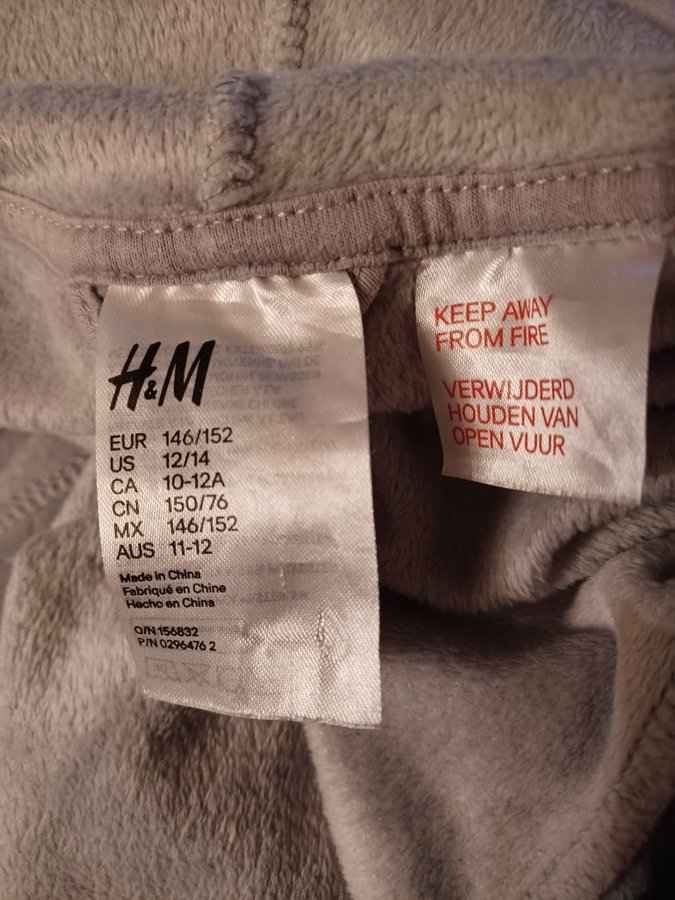 H&M
EUR 146/152
US 12/14
CA 10-12A
CN 150/76
MX 146/152
AUS 11-12
Made in China
Fabriqué en Chine
Hecho en China
O/N 156832
P/N 0296476 2
KEEP AWAY
FROM FIRE
VERWIJDERD
HOUDEN VAN
OPEN VUUR